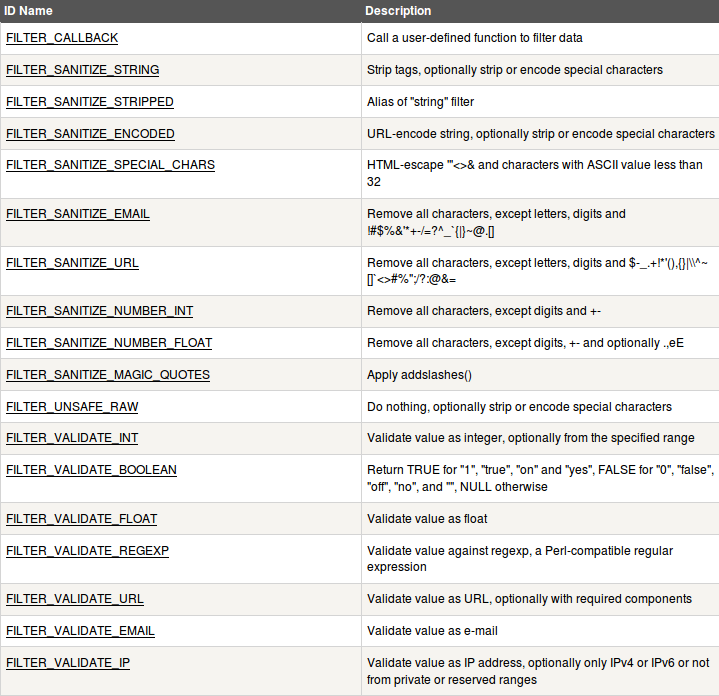 ID Name Description
FILTER_CALLBACK Call a user-defined function to filter data
FILTER_SANITIZE_STRING Strip tags, optionally strip or encode special characters
FILTER_SANITIZE_STRIPPED Alias of "string" filter
FILTER_SANITIZE_ENCODED URL-encode string, optionally strip or encode special characters
FILTER_SANITIZE_SPECIAL_CHARS HTML-escape '"<>& and characters with ASCII value less than
32
FILTER_SANITIZE_EMAIL Remove all characters, except letters, digits and
!#$%&'*+-/=?^_`{|}~@.[]
FILTER_SANITIZE_URL Remove all characters, except letters, digits and $-_.+!*'(),{}|\\^~
[]`<>#%";/?:@&=
FILTER_SANITIZE_NUMBER_INT Remove all characters, except digits and +-
FILTER_SANITIZE_NUMBER_FLOAT Remove all characters, except digits, +- and optionally .,eE
FILTER_SANITIZE_MAGIC_QUOTES Apply addslashes()
FILTER_UNSAFE_RAW Do nothing, optionally strip or encode special characters
FILTER_VALIDATE_INT Validate value as integer, optionally from the specified range
FILTER_VALIDATE_BOOLEAN Return TRUE for "1", "true", "on" and "yes", FALSE for "0", "false",
"off", "no", and "", NULL otherwise
FILTER_VALIDATE_FLOAT Validate value as float
FILTER_VALIDATE_REGEXP Validate value against regexp, a Perl-compatible regular
expression
FILTER_VALIDATE_URL Validate value as URL, optionally with required components
FILTER_VALIDATE_EMAIL Validate value as e-mail
FILTER_VALIDATE_IP Validate value as IP address, optionally only IPv4 or IPv6 or not
from private or reserved ranges